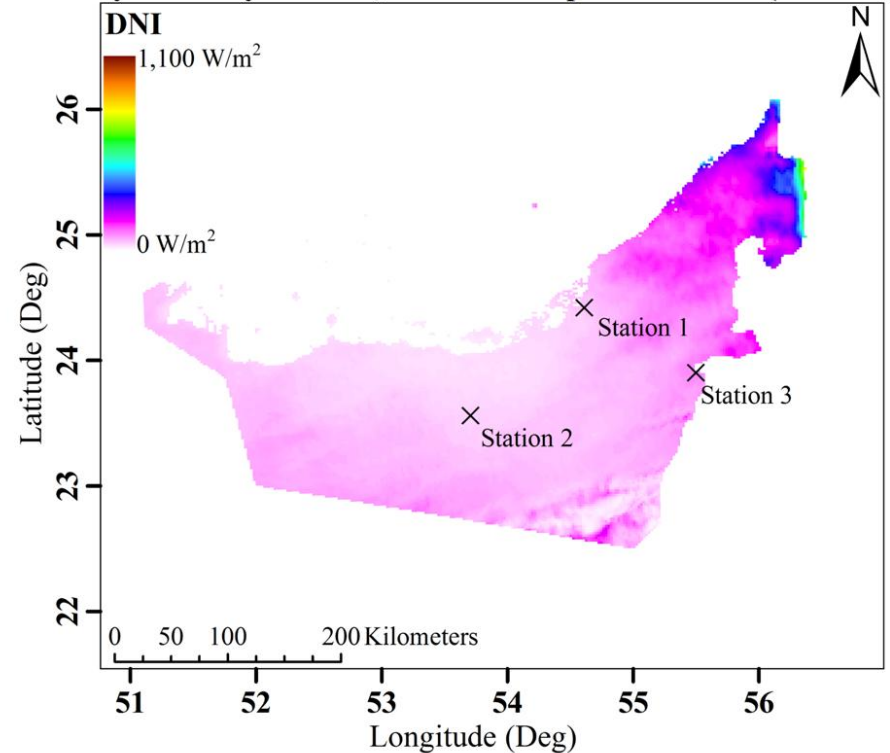 DNI
1,100 W/m²
0 W/m²
N
26
25
24
23
22
Latitude (Deg)
Station 1
Station 2
Station 3
0 50 100 200 Kilometers
51 52 53 54 55 56
Longitude (Deg)